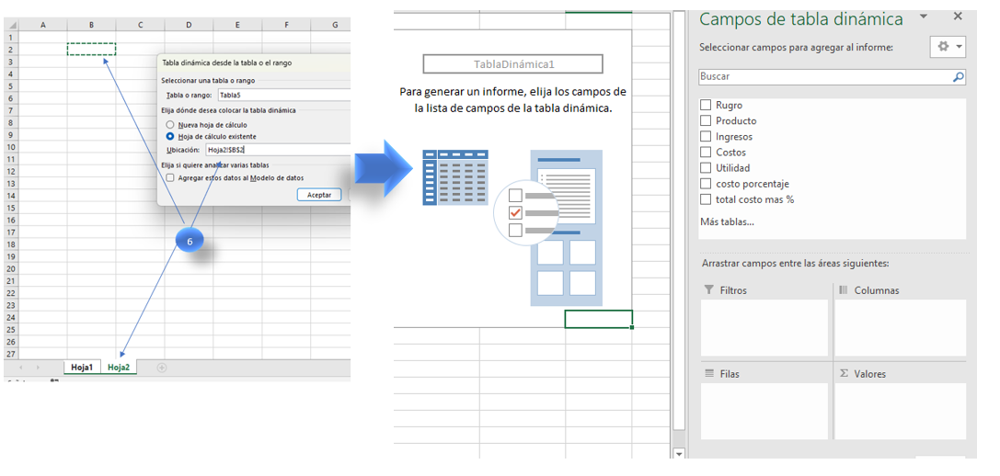 A B C D E F G
1
2
3
4
5
6
7
8
9
10
11
12
13
14
15
16
17
18
19
20
21
22
23
24
25
26
27
Tabla dinámica desde la tabla o el rango
Seleccionar una tabla o rango
Tabla o rango: Tabla5
Elija dónde desea colocar la tabla dinámica
Nueva hoja de cálculo
Hoja de cálculo existente
Ubicación: Hoja2!$B$2
Elija si quiere analizar varias tablas
Agregar estos datos al Modelo de datos
Aceptar
6
Hoja1 Hoja2
TablaDinámica1
Para generar un informe, elija los campos de
la lista de campos de la tabla dinámica.
Campos de tabla dinámica
Seleccionar campos para agregar al informe:
Buscar
Rugro
Producto
Ingresos
Costos
Utilidad
costo porcentaje
total costo mas %
Más tablas...
Arrastrar campos entre las áreas siguientes:
Filtros
Columnas
Filas
Σ Valores